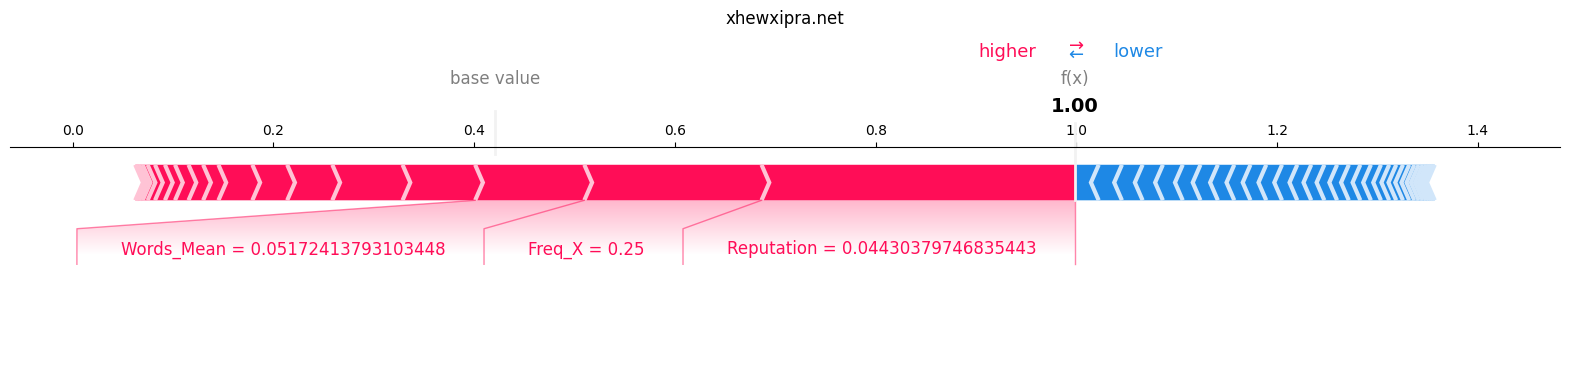 xhewxipra.net
higher → ← lower
base value f(x)
1.00
0.0 0.2 0.4 0.6 0.8 1.0 1.2 1.4
Words_Mean = 0.05172413793103448 Freq_X = 0.25 Reputation = 0.04430379746835443